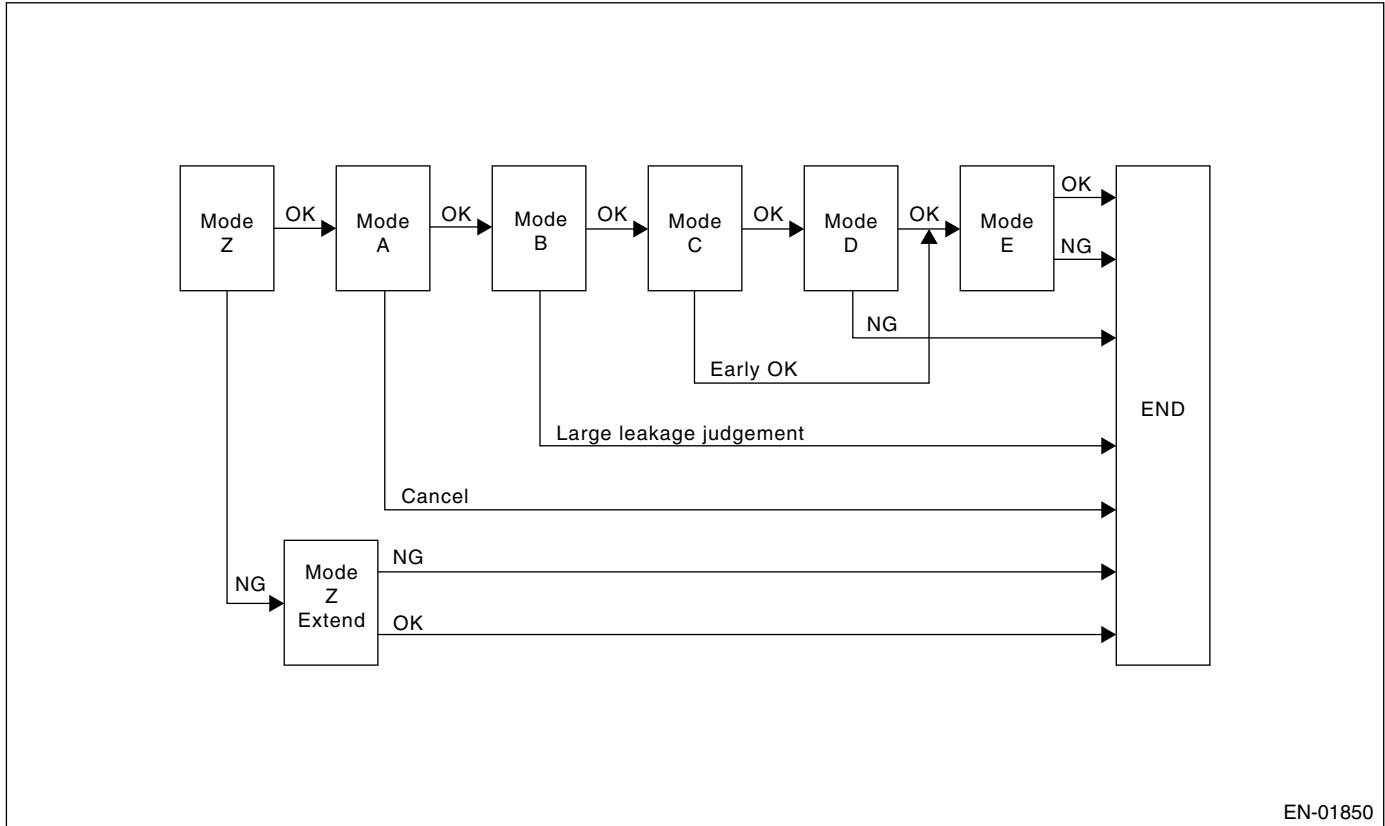 Mode
Z
OK
Mode
A
OK
Mode
B
OK
Mode
C
OK
Mode
D
OK
Mode
E
OK
NG
NG
Early OK
END
Large leakage judgement
Cancel
NG
Mode
Z
Extend
NG
OK
EN-01850